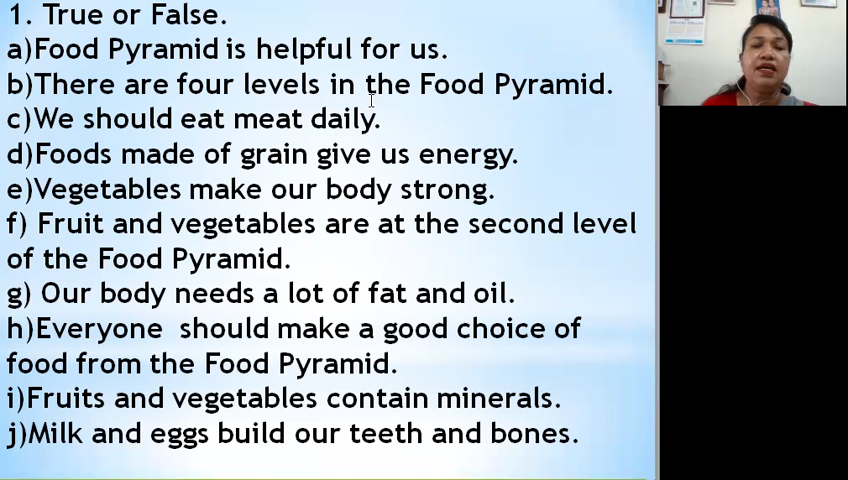 1. True or False.
a)Food Pyramid is helpful for us.
b)There are four levels in the Food Pyramid.
c)We should eat meat daily.
d)Foods made of grain give us energy.
e)Vegetables make our body strong.
f) Fruit and vegetables are at the second level
of the Food Pyramid.
g) Our body needs a lot of fat and oil.
h)Everyone  should make a good choice of
food from the Food Pyramid.
i)Fruits and vegetables contain minerals.
j)Milk and eggs build our teeth and bones.